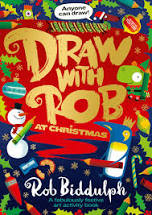 Anyone
can draw!
DRAW
WITH
ROB
AT CHRISTMAS
Rob Biddulph
A fabulously festive
art activity book